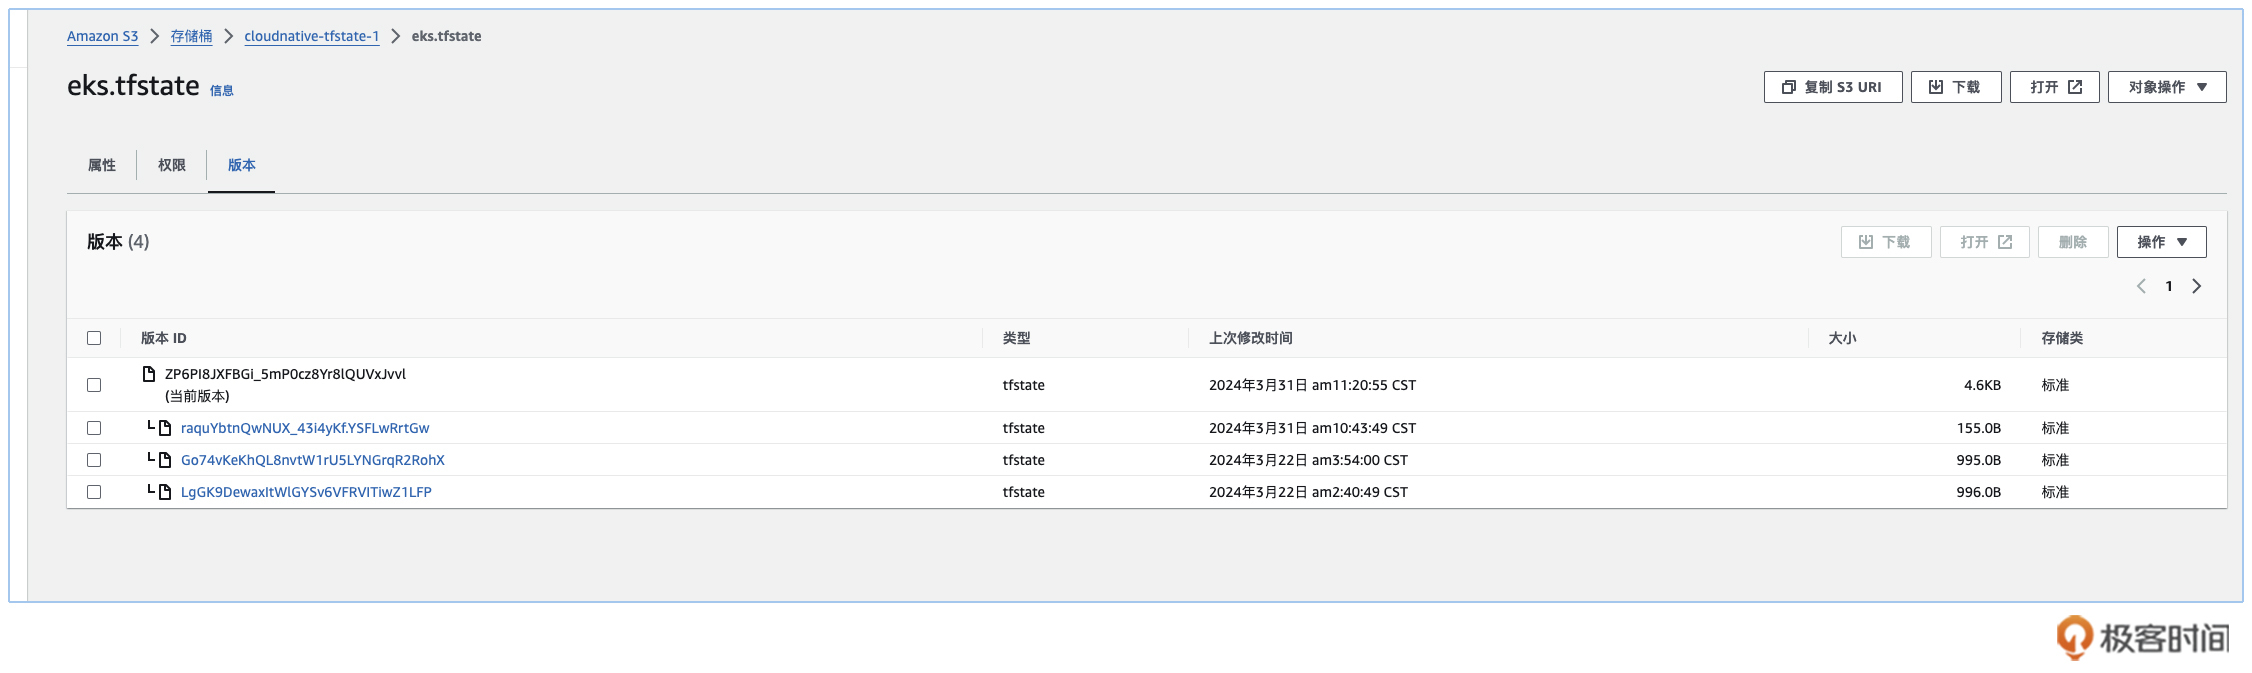 Amazon S3 > 存储桶 > cloudnative-tfstate-1 > eks.tfstate
eks.tfstate 信息
复制 S3 URI 下载 打开 对象操作
属性 权限 版本
版本 (4)
下载 打开 删除 操作
1
版本 ID 类型 上次修改时间 大小 存储类
ZP6PI8JXFBGi_5mP0cz8Yr8lQUVxJvvl
(当前版本)
tfstate 2024年3月31日 am11:20:55 CST 4.6KB 标准
raquYbtnQwNUX_43i4yKf.YSFLwRrtGw tfstate 2024年3月31日 am10:43:49 CST 155.0B 标准
Go74vKeKhQL8nvtW1rU5LYNGrqR2RohX tfstate 2024年3月22日 am3:54:00 CST 995.0B 标准
LgGK9DewaxItWlGYSv6VFRVITiwZ1LFP tfstate 2024年3月22日 am2:40:49 CST 996.0B 标准
极客时间